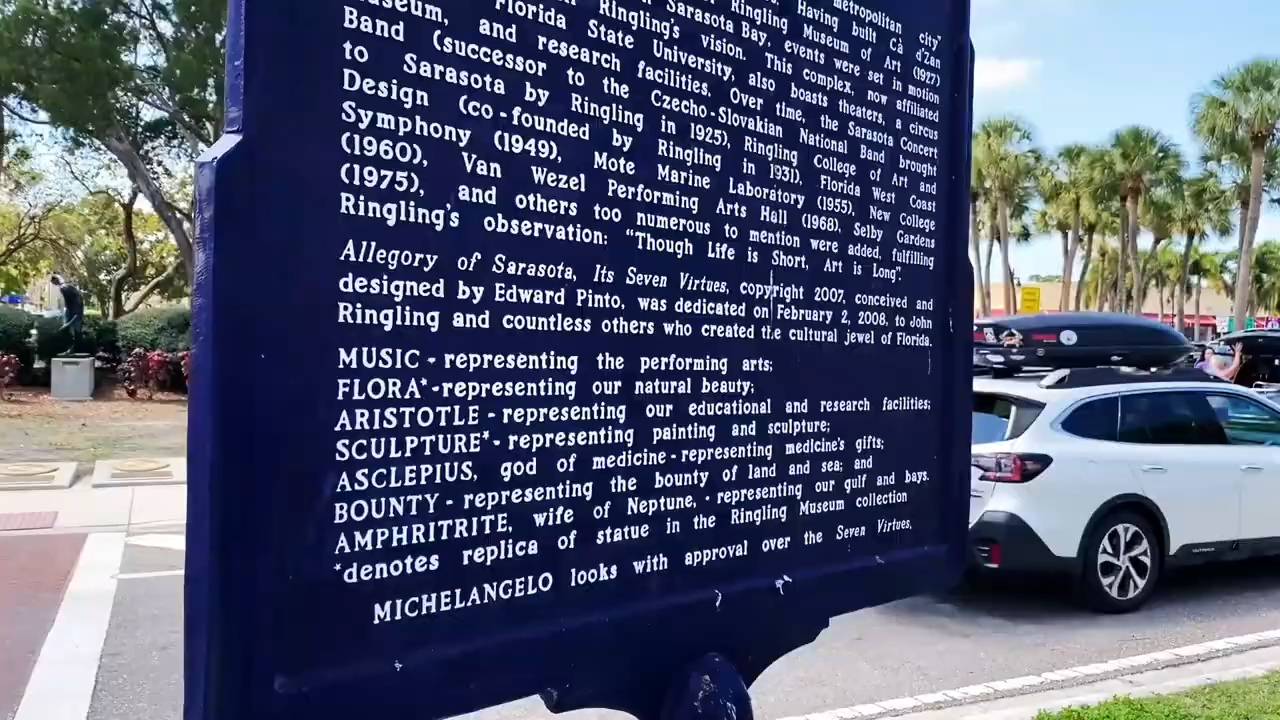 metropolitan city"
Having built Cà d'Zan
Ringling Museum of Art (1927)
Sarasota Bay, events were set in motion
Ringling's vision. This complex, now affiliated
Florida State University, also boasts theaters, a circus
museum, and research facilities. Over time, the Sarasota Concert
Band (successor to the Czecho-Slovakian National Band brought
to Sarasota by Ringling in 1925), Ringling College of Art and
Design (co-founded by Ringling in 1931), Florida West Coast
Symphony (1949), Mote Marine Laboratory (1955), New College
(1960), Van Wezel Performing Arts Hall (1968), Selby Gardens
(1975), and others too numerous to mention were added, fulfilling
Ringling's observation: "Though Life is Short, Art is Long".
Allegory of Sarasota, Its Seven Virtues, copyright 2007, conceived and
designed by Edward Pinto, was dedicated on February 2, 2008, to John
Ringling and countless others who created the cultural jewel of Florida.
MUSIC - representing the performing arts;
FLORA*-representing our natural beauty;
ARISTOTLE - representing our educational and research facilities;
SCULPTURE*- representing painting and sculpture;
ASCLEPIUS, god of medicine - representing medicine's gifts;
BOUNTY - representing the bounty of land and sea; and
AMPHRITRITE, wife of Neptune, - representing our gulf and bays.
*denotes replica of statue in the Ringling Museum collection
MICHELANGELO looks with approval over the Seven Virtues,